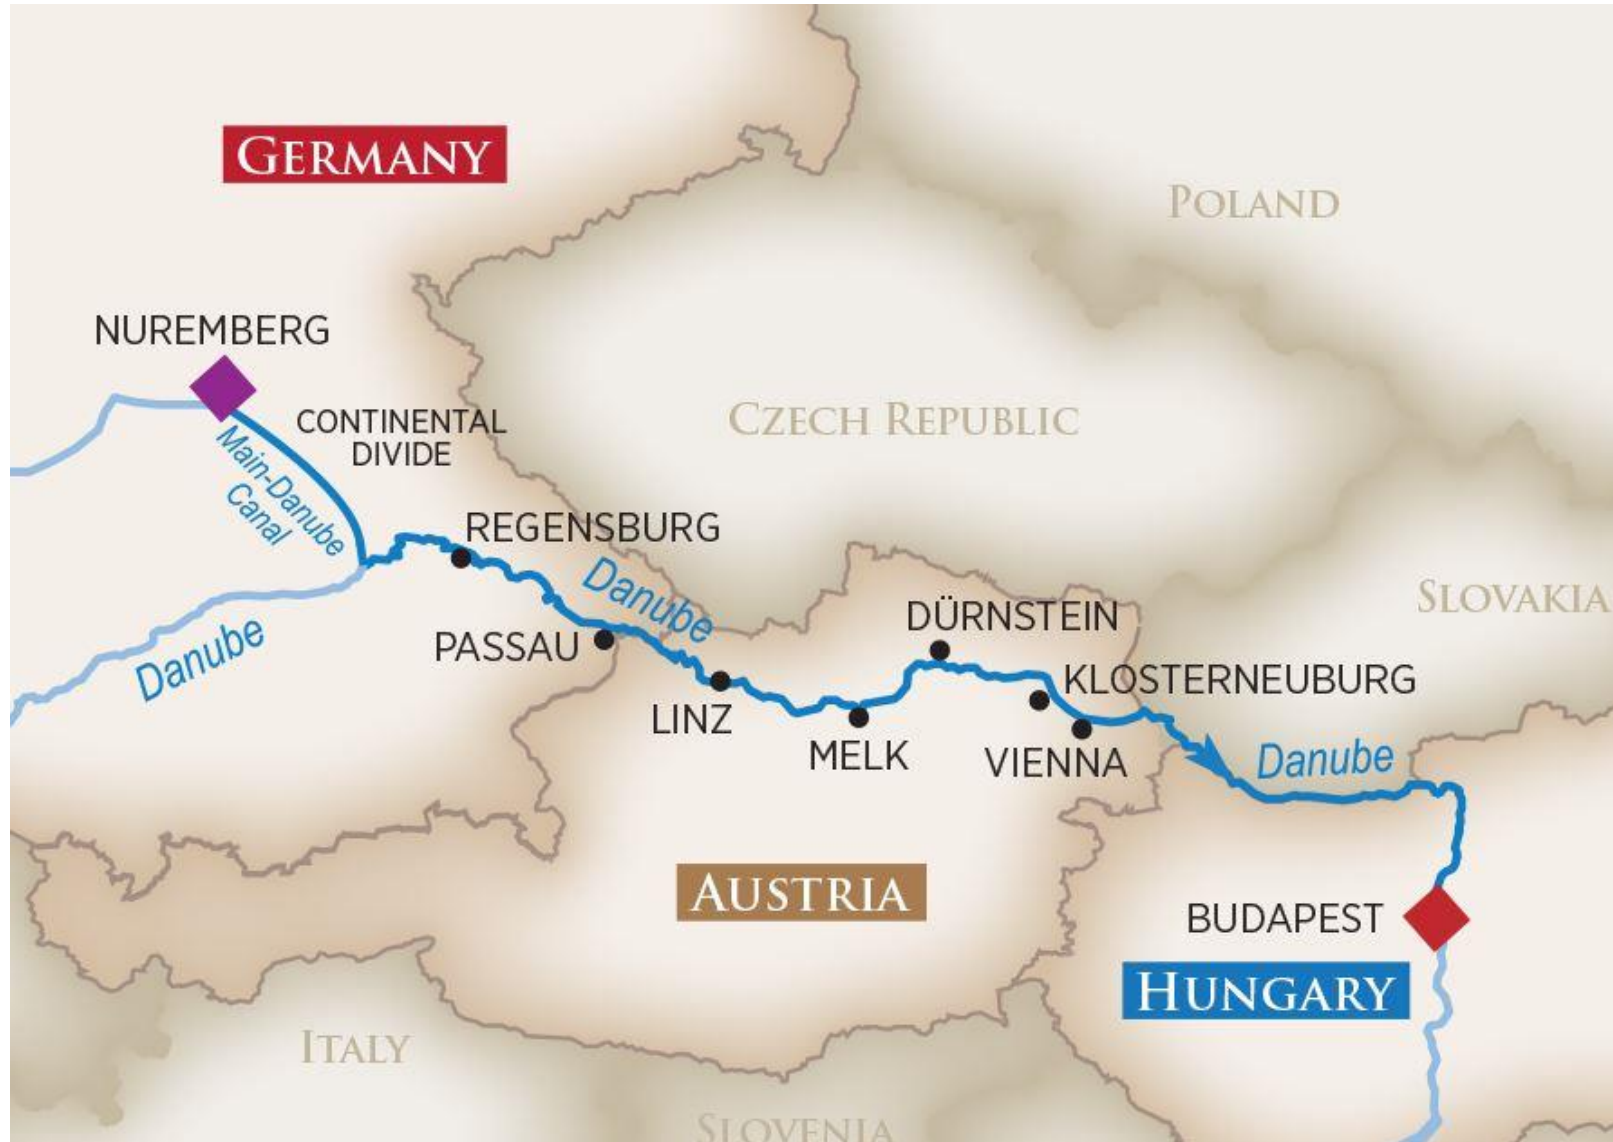 GERMANY
POLAND
NUREMBERG
CONTINENTAL
DIVIDE
CZECH REPUBLIC
Main-Danube
Canal
REGENSBURG
Danube
SLOVAKIA
DÜRNSTEIN
PASSAU
Danube
KLOSTERNEUBURG
LINZ
MELK
VIENNA
Danube
AUSTRIA
BUDAPEST
HUNGARY
ITALY
SLOVENIA